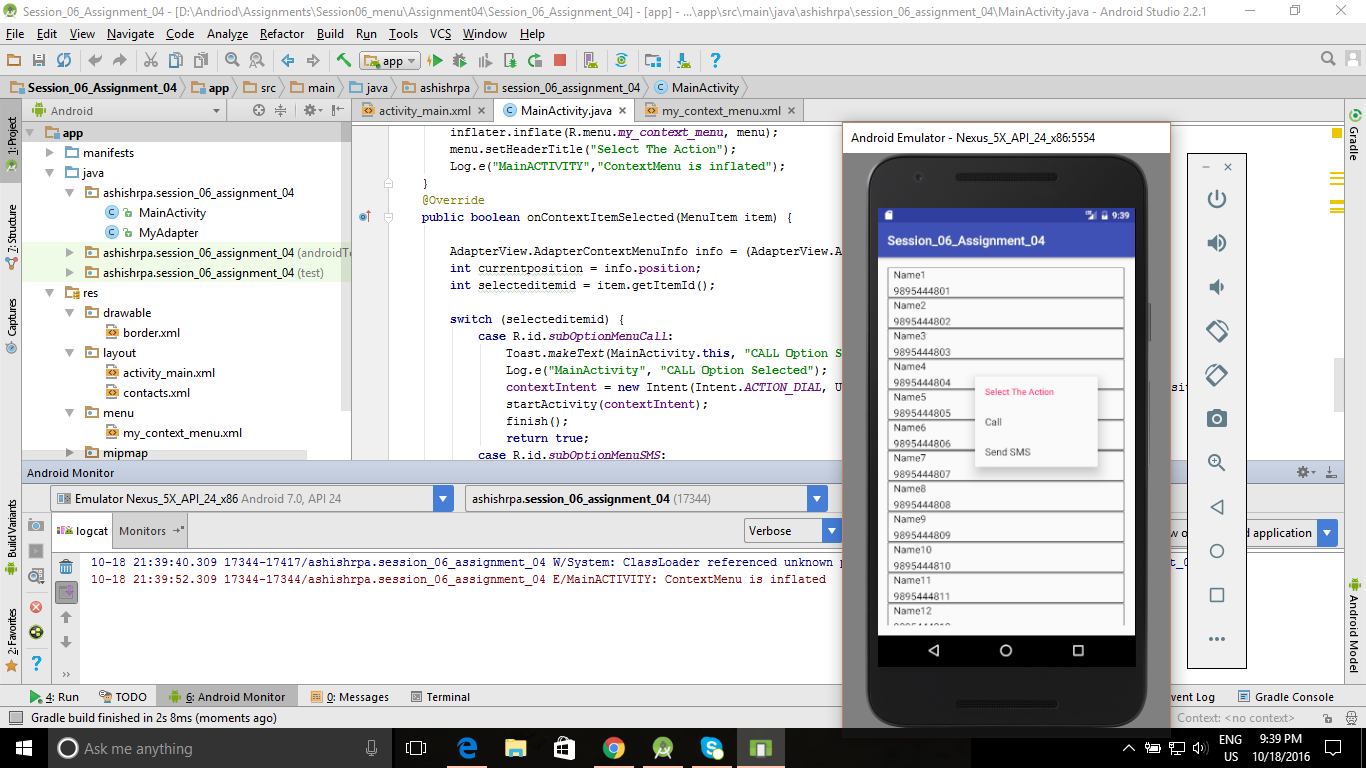 Session_06_Assignment_04 - [D:\Andriod\Assignments\Session06_menu\Assignment04\Session_06_Assignment_04] - [app] - ...\app\src\main\java\ashishrpa\session_06_assignment_04\MainActivity.java - Android Studio 2.2.1
File Edit View Navigate Code Analyze Refactor Build Run Tools VCS Window Help
app
Session_06_Assignment_04 app src main java ashishrpa session_06_assignment_04 MainActivity
1: Project
7: Structure
Captures
Build Variants
2: Favorites
Android
app
manifests
java
ashishrpa.session_06_assignment_04
MainActivity
MyAdapter
ashishrpa.session_06_assignment_04 (androidTe
ashishrpa.session_06_assignment_04 (test)
res
drawable
border.xml
layout
activity_main.xml
contacts.xml
menu
my_context_menu.xml
mipmap
activity_main.xml MainActivity.java my_context_menu.xml
inflater.inflate(R.menu.my_context_menu, menu);
menu.setHeaderTitle("Select The Action");
Log.e("MainACTIVITY","ContextMenu is inflated");
}
@Override
public boolean onContextItemSelected(MenuItem item) {
AdapterView.AdapterContextMenuInfo info = (AdapterView.A
int currentposition = info.position;
int selecteditemid = item.getItemId();
switch (selecteditemid) {
case R.id.subOptionMenuCall:
Toast.makeText(MainActivity.this, "CALL Option S
Log.e("MainActivity", "CALL Option Selected");
contextIntent = new Intent(Intent.ACTION_DIAL, U
startActivity(contextIntent);
finish();
return true;
case R.id.subOptionMenuSMS:
Android Emulator - Nexus_5X_API_24_x86:5554
9:39
Session_06_Assignment_04
Name1
9895444801
Name2
9895444802
Name3
9895444803
Name4
9895444804
Name5
9895444805
Name6
9895444806
Name7
9895444807
Name8
9895444808
Name9
9895444809
Name10
9895444810
Name11
9895444811
Name12
Select The Action
Call
Send SMS
sit
Gradle
Android Model
Android Monitor
Emulator Nexus_5X_API_24_x86 Android 7.0, API 24
ashishrpa.session_06_assignment_04 (17344)
logcat Monitors
Verbose
application
10-18 21:39:40.309 17344-17417/ashishrpa.session_06_assignment_04 W/System: ClassLoader referenced unknown p
10-18 21:39:52.309 17344-17344/ashishrpa.session_06_assignment_04 E/MainACTIVITY: ContextMenu is inflated
4: Run TODO 6: Android Monitor 0: Messages Terminal
vent Log Gradle Console
Gradle build finished in 2s 8ms (moments ago)
Context: <no context>
Ask me anything
ENG
US
9:39 PM
10/18/2016